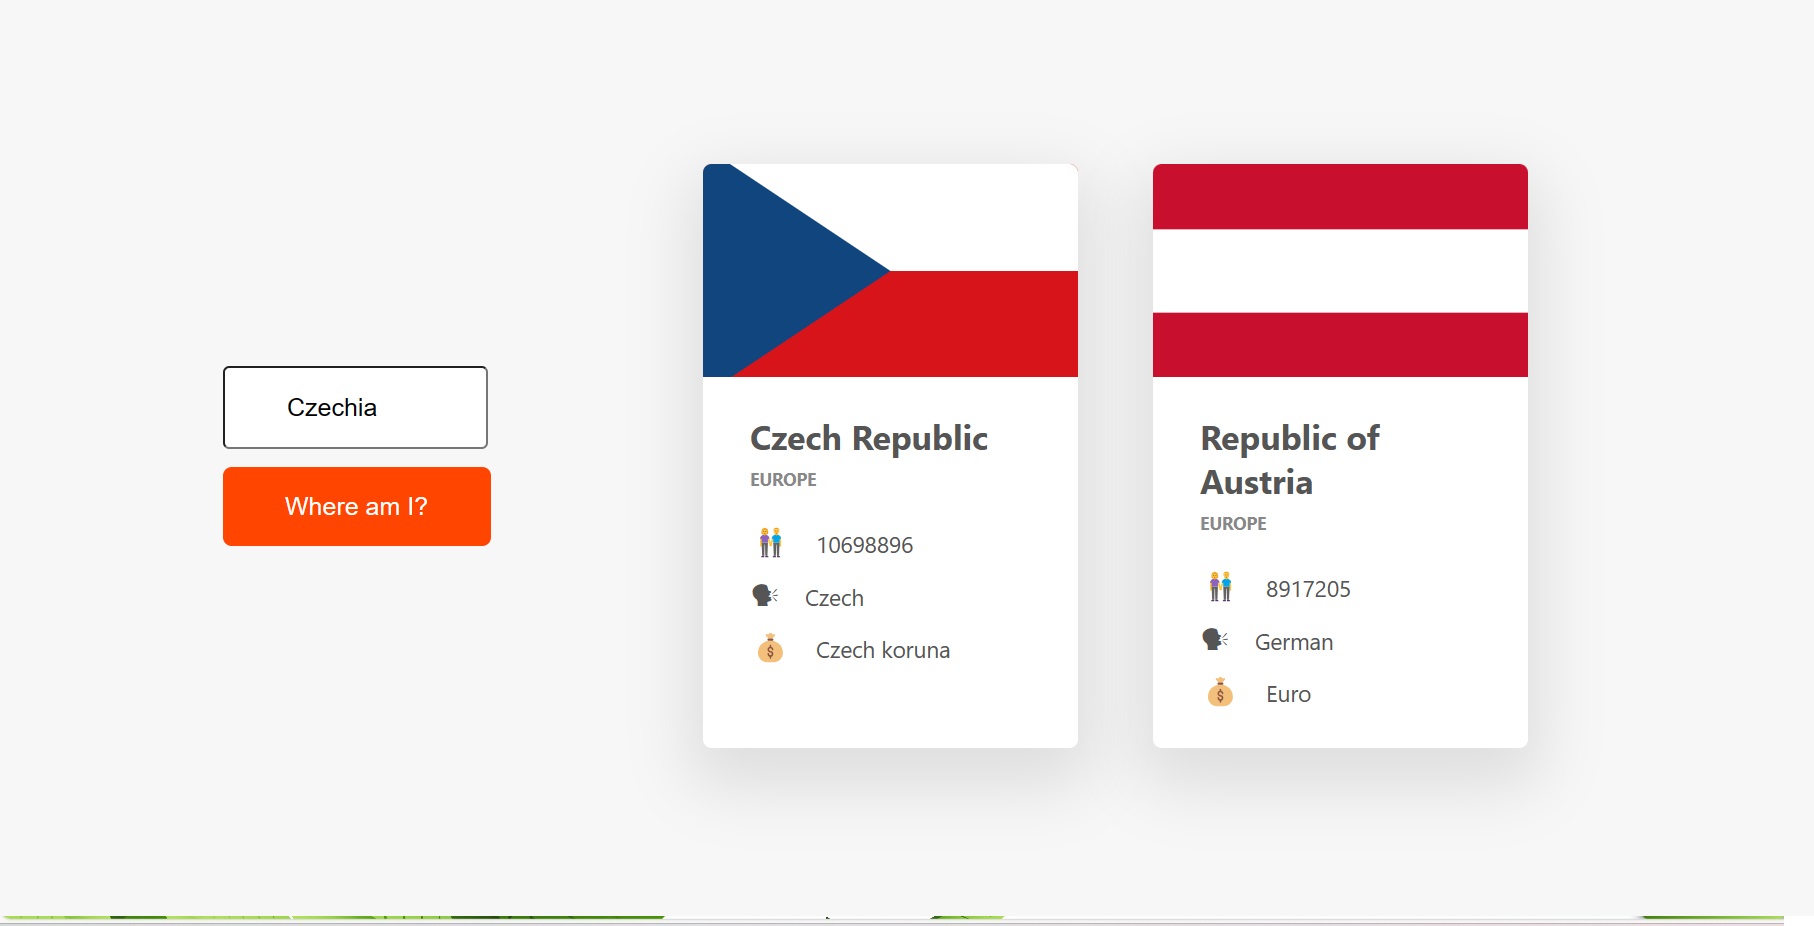 Czechia
Where am I?
Czech Republic
EUROPE
10698896
Czech
Czech koruna
Republic of
Austria
EUROPE
8917205
German
Euro